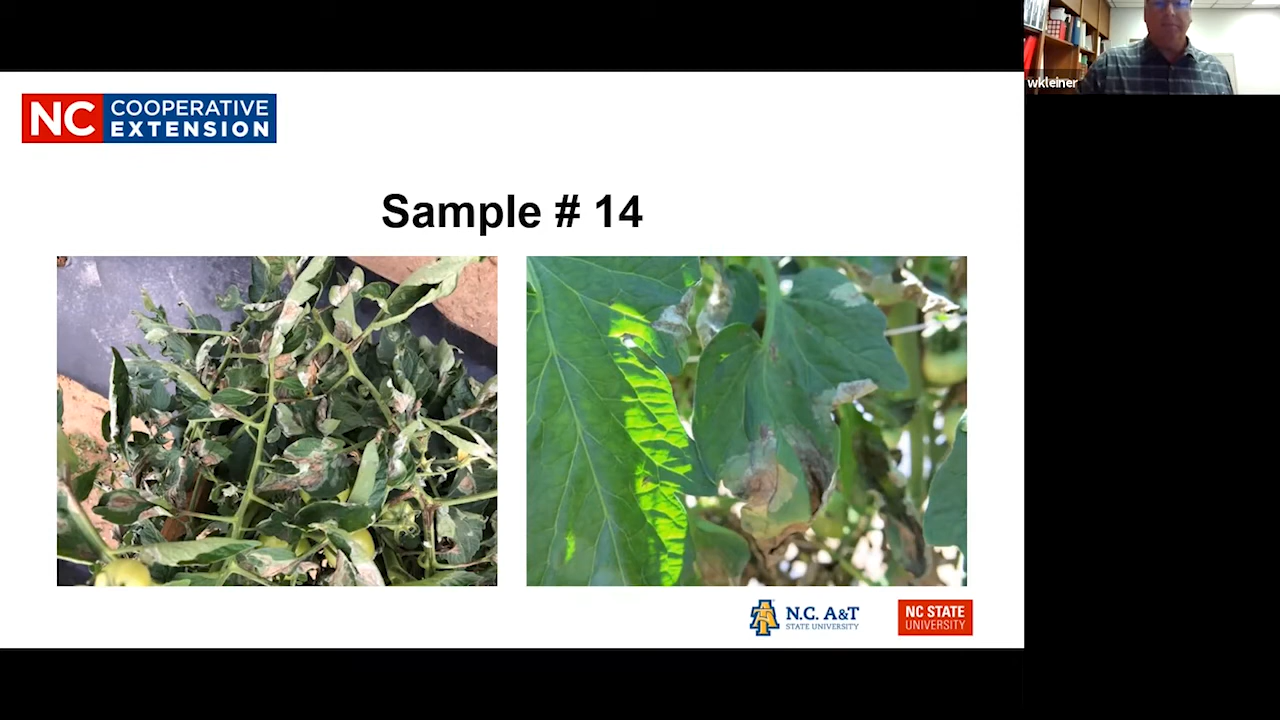 NC COOPERATIVE
EXTENSION
wkleiner
Sample # 14
N.C. A&T
STATE UNIVERSITY
NC STATE
UNIVERSITY